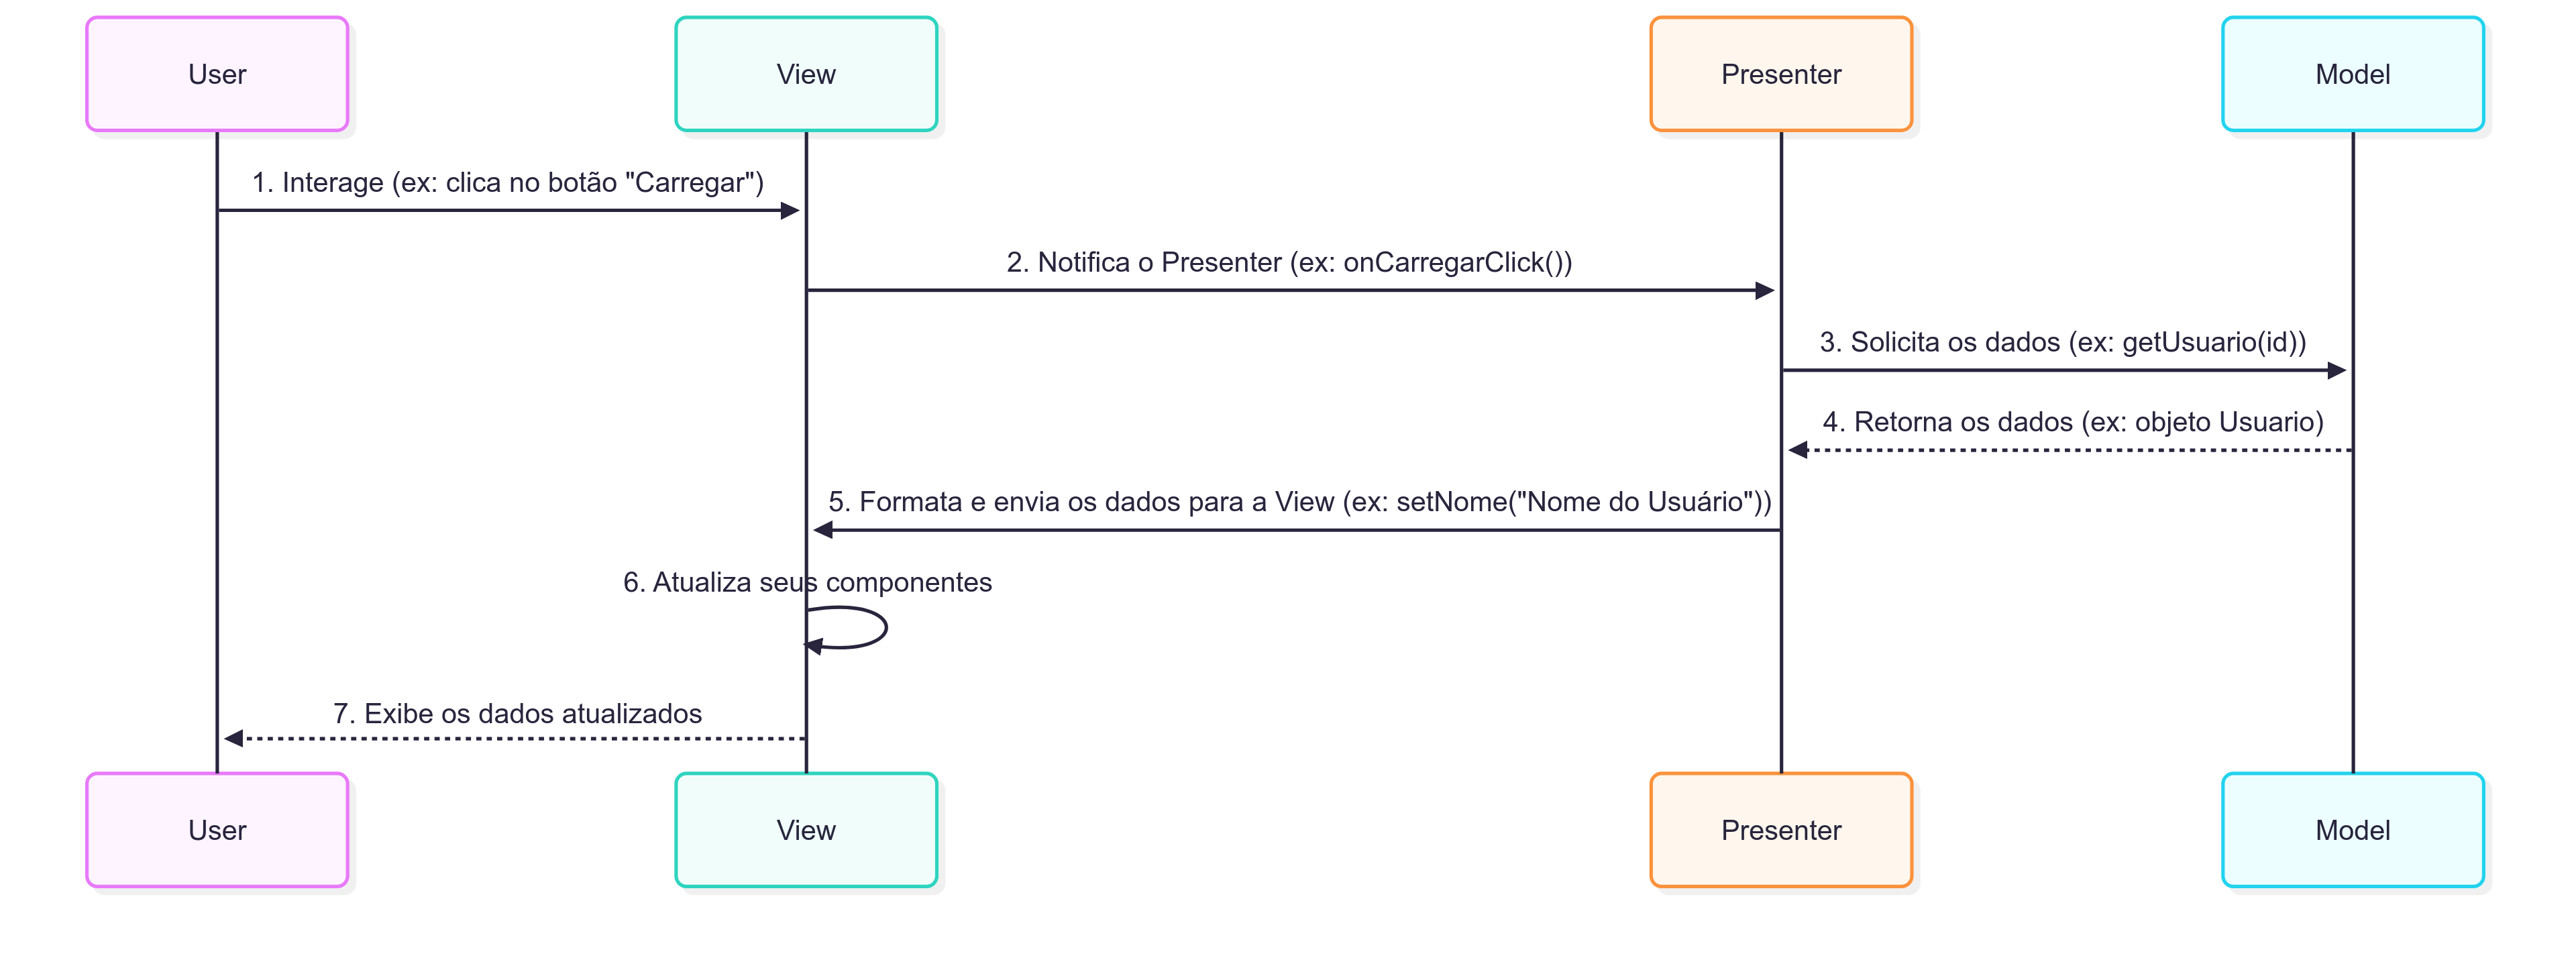 User
View
Presenter
Model
1. Interage (ex: clica no botão "Carregar")
2. Notifica o Presenter (ex: onCarregarClick())
3. Solicita os dados (ex: getUsuario(id))
4. Retorna os dados (ex: objeto Usuario)
5. Formata e envia os dados para a View (ex: setNome("Nome do Usuário"))
6. Atualiza seus componentes
7. Exibe os dados atualizados
User
View
Presenter
Model